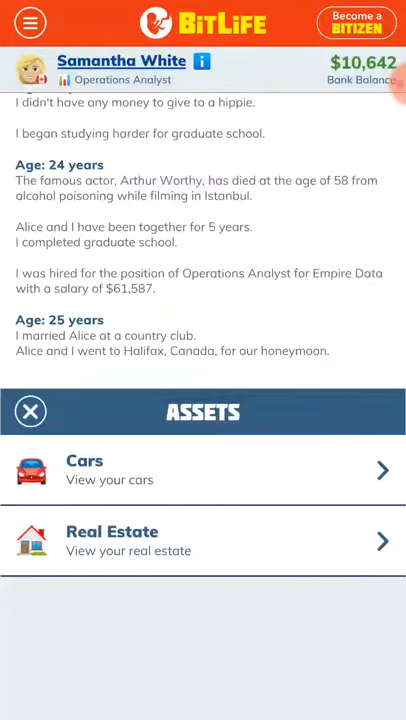 BitLife
Become a
BITIZEN
Samantha White i
$10,642
Operations Analyst
Bank Balance
I didn't have any money to give to a hippie.
I began studying harder for graduate school.
Age: 24 years
The famous actor, Arthur Worthy, has died at the age of 58 from
alcohol poisoning while filming in Istanbul.
Alice and I have been together for 5 years.
I completed graduate school.
I was hired for the position of Operations Analyst for Empire Data
with a salary of $61,587.
Age: 25 years
I married Alice at a country club.
Alice and I went to Halifax, Canada, for our honeymoon.
ASSETS
Cars
View your cars
Real Estate
View your real estate